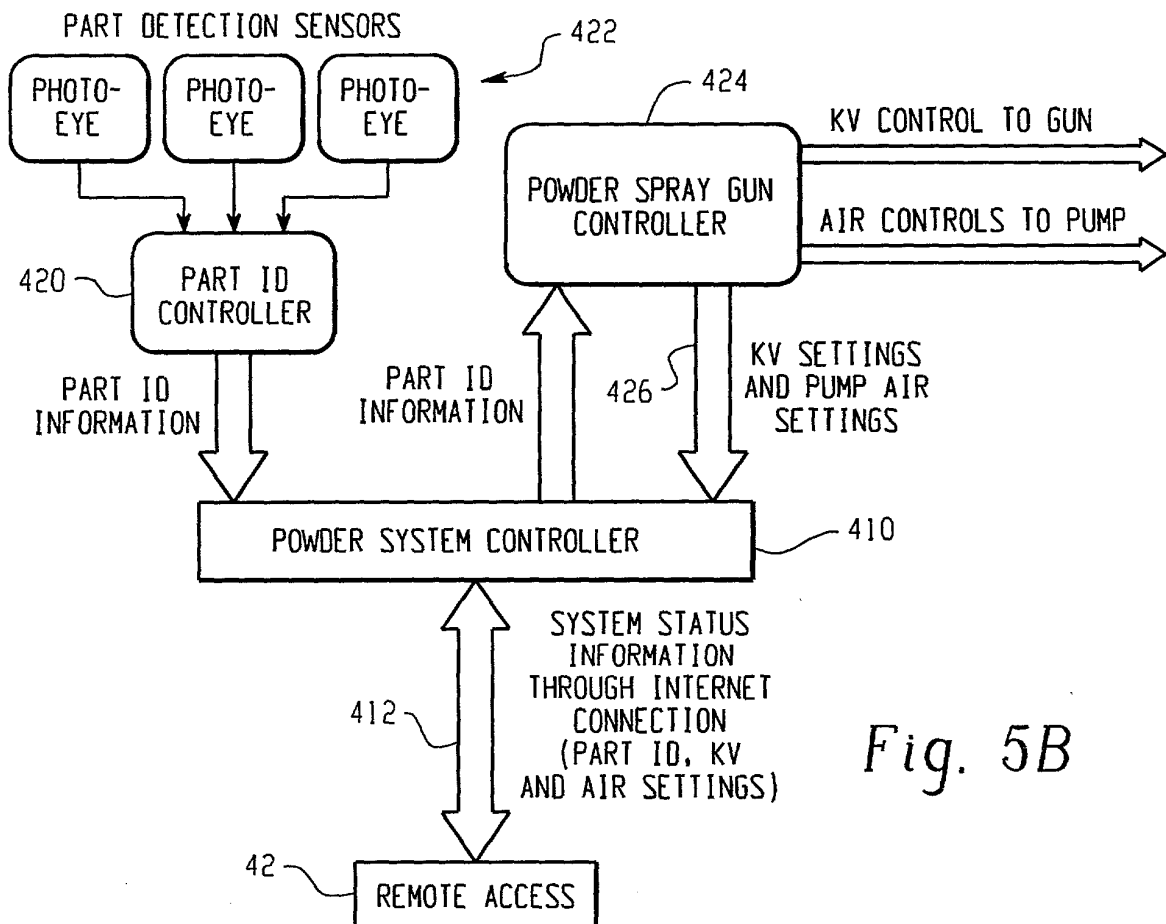 PART DETECTION SENSORS
422
PHOTO-
EYE
PHOTO-
EYE
PHOTO-
EYE
424
KV CONTROL TO GUN
POWDER SPRAY GUN
CONTROLLER
AIR CONTROLS TO PUMP
420
PART ID
CONTROLLER
PART ID
INFORMATION
PART ID
INFORMATION
426
KV SETTINGS
AND PUMP AIR
SETTINGS
POWDER SYSTEM CONTROLLER
410
412
SYSTEM STATUS
INFORMATION
THROUGH INTERNET
CONNECTION
(PART ID, KV
AND AIR SETTINGS)
Fig. 5B
42
REMOTE ACCESS